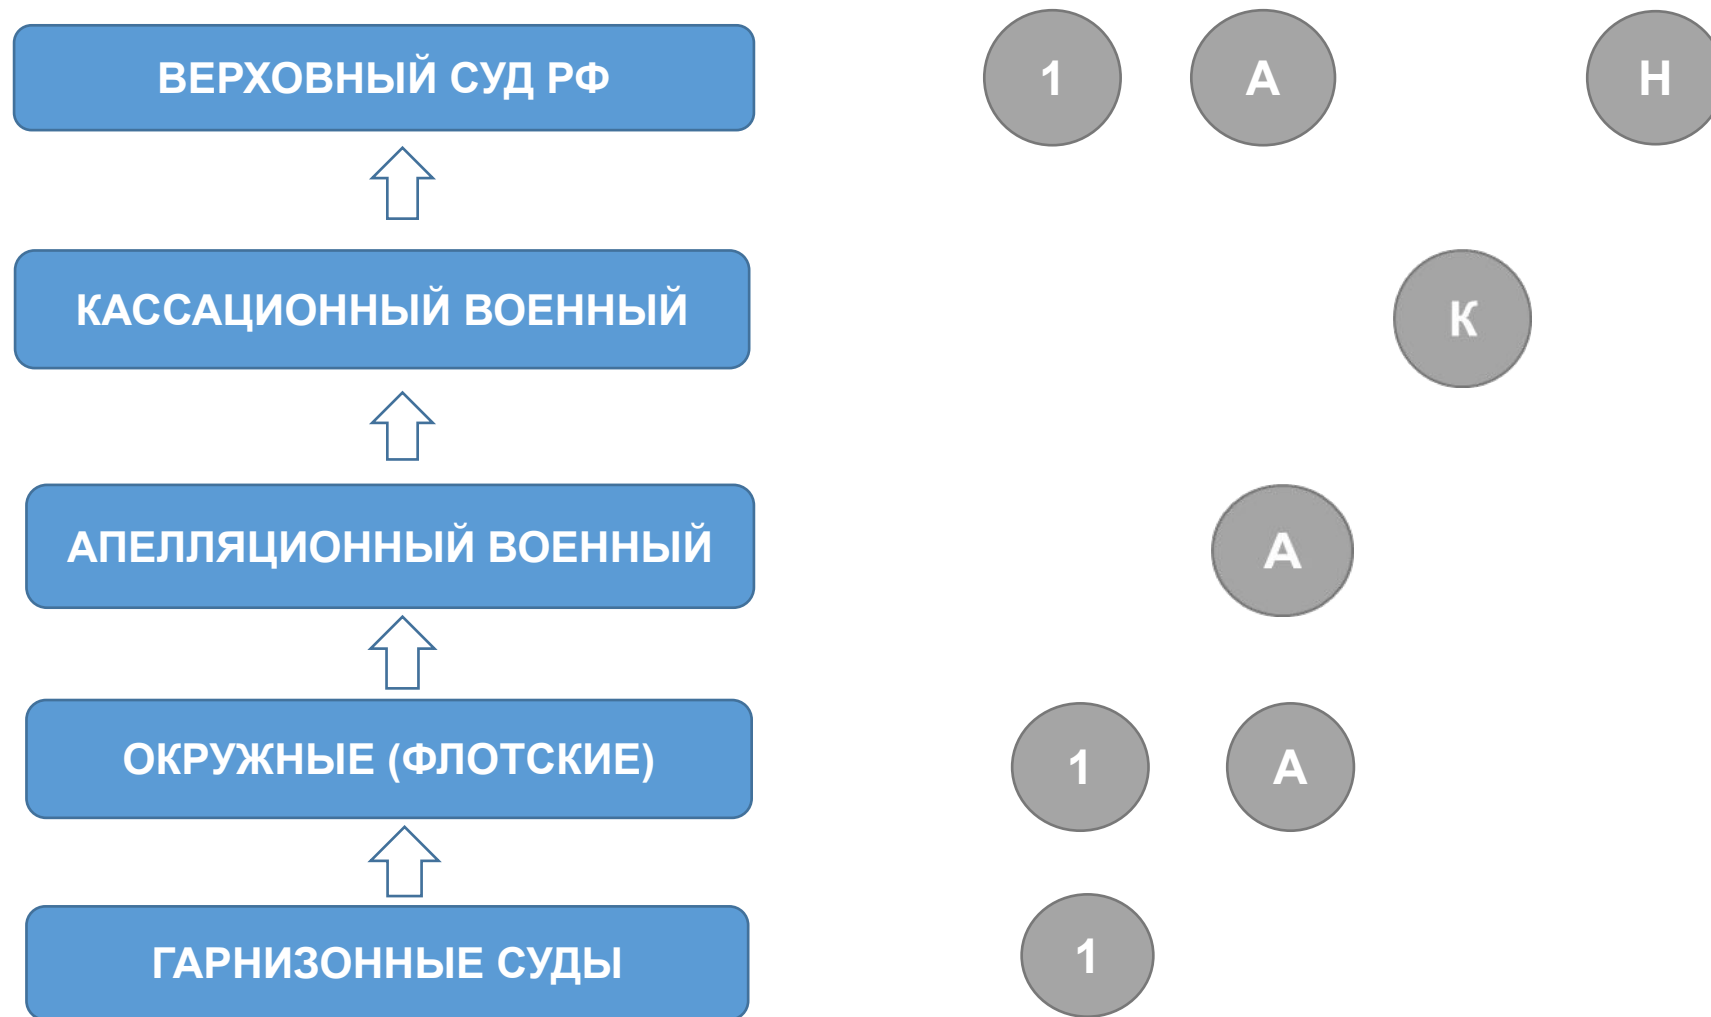 ВЕРХОВНЫЙ СУД РФ
1
А
Н
КАССАЦИОННЫЙ ВОЕННЫЙ
К
АПЕЛЛЯЦИОННЫЙ ВОЕННЫЙ
А
ОКРУЖНЫЕ (ФЛОТСКИЕ)
1
А
ГАРНИЗОННЫЕ СУДЫ
1